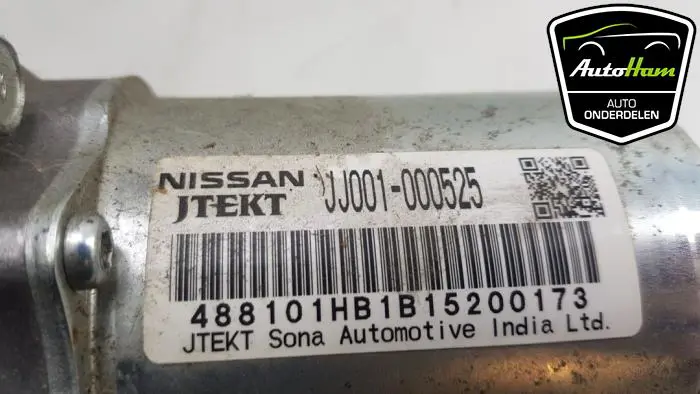 AutoHam
AUTO
ONDERDELEN
NISSAN
JTEKT
JJ001-000525
488101HB1B15200173
JTEKT Sona Automotive India Ltd.